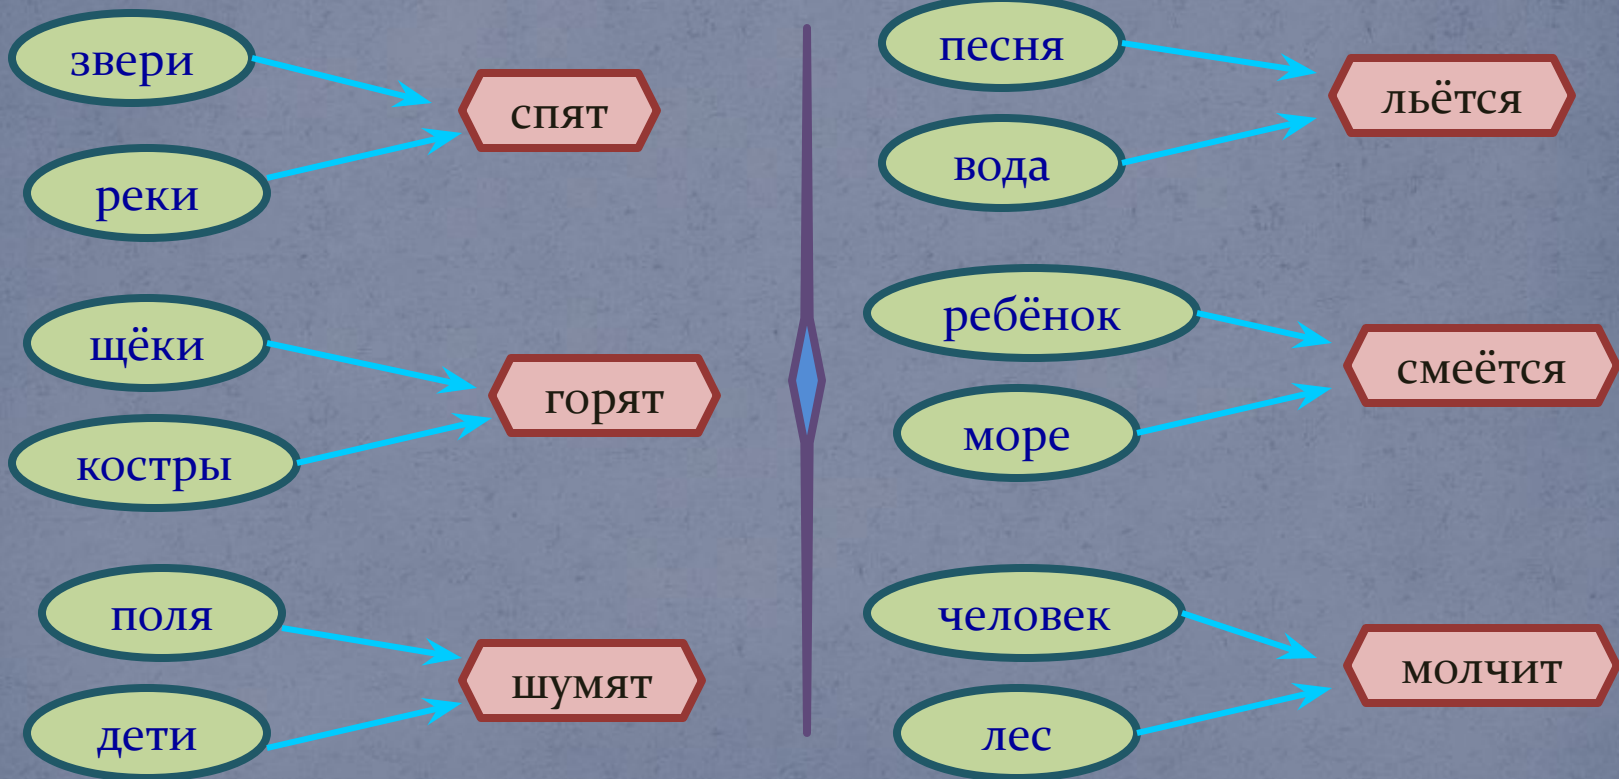 звери
спят
реки
щёки
горят
костры
поля
шумят
дети
песня
льётся
вода
ребёнок
смеётся
море
человек
молчит
лес